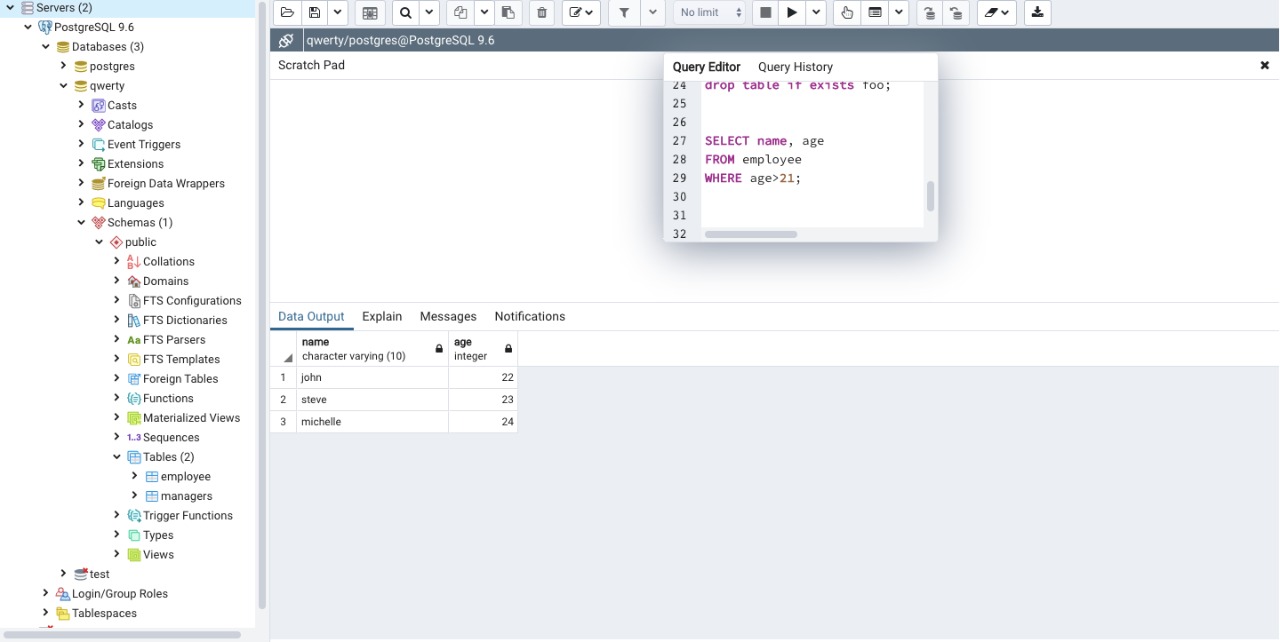 Servers (2)
PostgreSQL 9.6
Databases (3)
postgres
qwerty
Casts
Catalogs
Event Triggers
Extensions
Foreign Data Wrappers
Languages
Schemas (1)
public
Collations
Domains
FTS Configurations
FTS Dictionaries
Aa FTS Parsers
FTS Templates
Foreign Tables
Functions
Materialized Views
1..3 Sequences
Tables (2)
employee
managers
Trigger Functions
Types
Views
test
Login/Group Roles
Tablespaces
No limit
qwerty/postgres@PostgreSQL 9.6
Scratch Pad
Query Editor Query History
24 drop table if exists foo;
25
26
27 SELECT name, age
28 FROM employee
29 WHERE age>21;
30
31
32
Data Output Explain Messages Notifications
name age
character varying (10) integer
1 john 22
2 steve 23
3 michelle 24